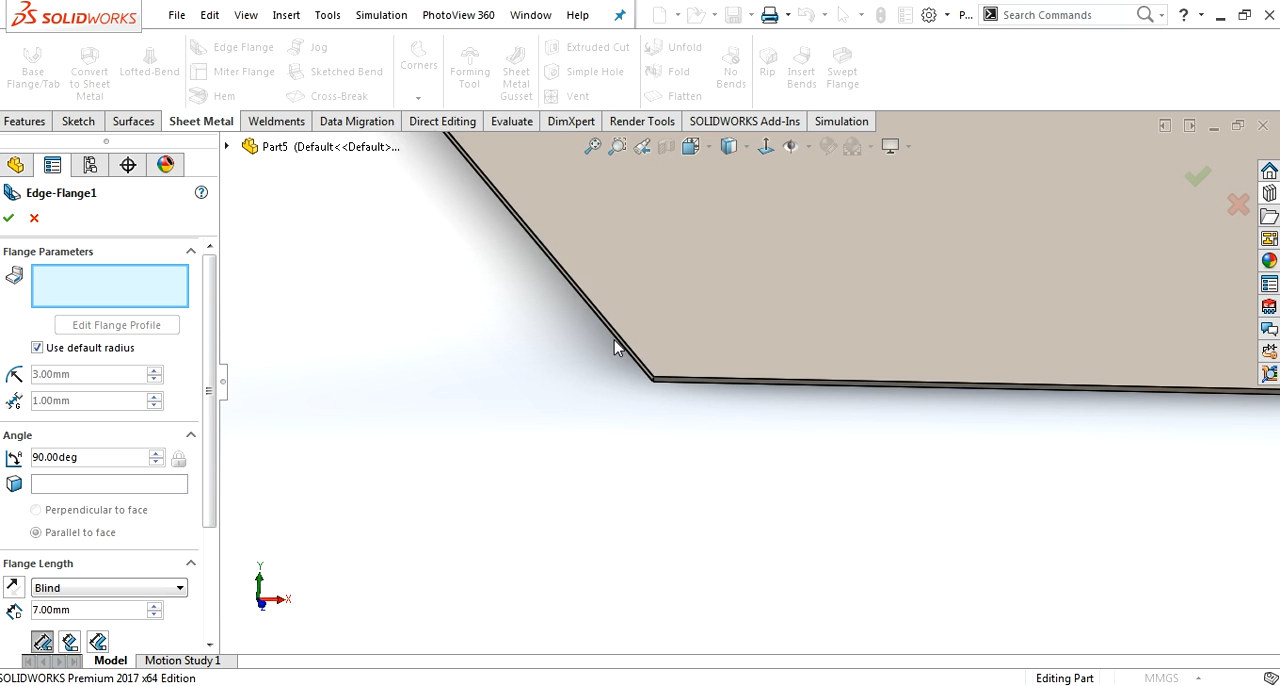 SOLIDWORKS File Edit View Insert Tools Simulation PhotoView 360 Window Help P... Search Commands ?
Base Flange/Tab
Convert to Sheet Metal
Lofted-Bend
Edge Flange
Miter Flange
Hem
Jog
Sketched Bend
Cross-Break
Corners
Forming Tool
Sheet Metal Gusset
Extruded Cut
Simple Hole
Vent
Unfold
Fold
Flatten
No Bends
Rip
Insert Bends
Swept Flange
Features Sketch Surfaces Sheet Metal Weldments Data Migration Direct Editing Evaluate DimXpert Render Tools SOLIDWORKS Add-Ins Simulation
Part5 (Default<<Default>...
Edge-Flange1 ?
Flange Parameters
Edit Flange Profile
Use default radius
3.00mm
G 1.00mm
Angle
90.00deg
Perpendicular to face
Parallel to face
Flange Length
Blind
D 7.00mm
Y
X
Z
Model Motion Study 1
SOLIDWORKS Premium 2017 x64 Edition Editing Part MMGS